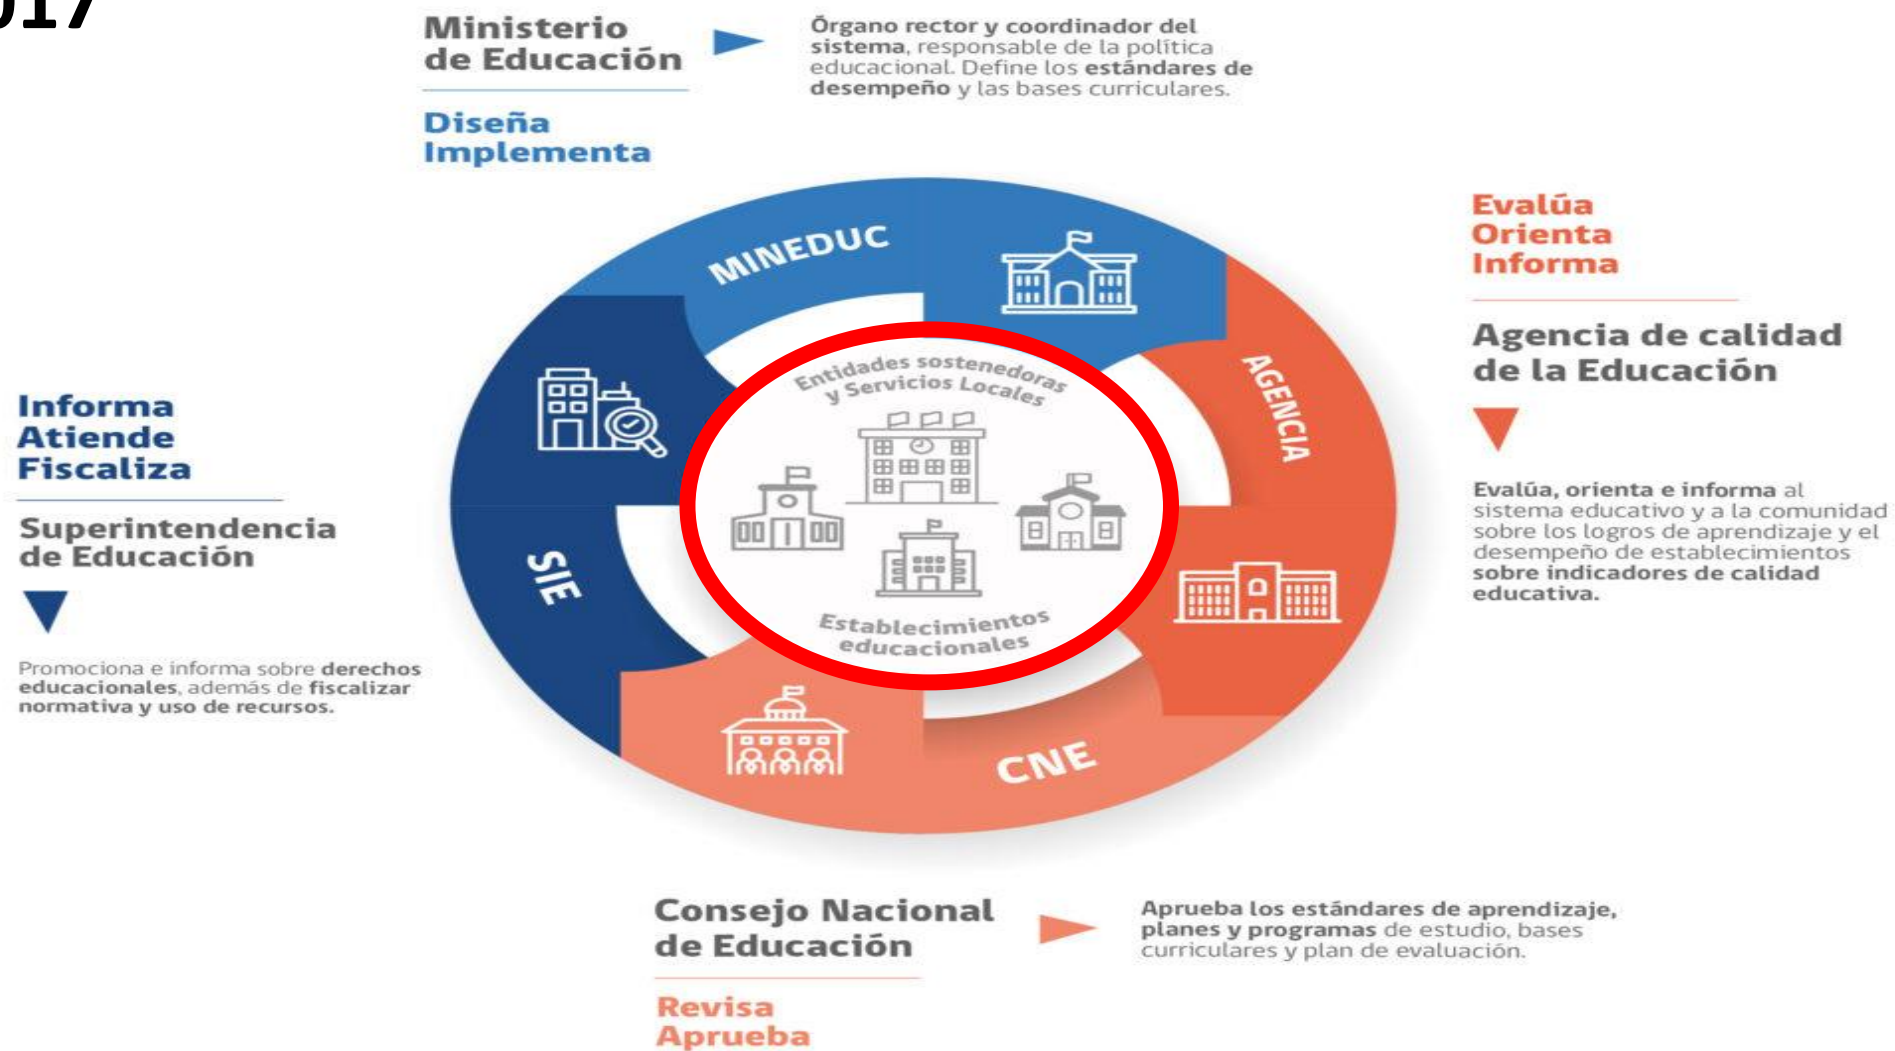 017
Ministerio
de Educación
Diseña
Implementa
Órgano rector y coordinador del
sistema, responsable de la política
educacional. Define los estándares de
desempeño y las bases curriculares.
Evalúa
Orienta
Informa
Agencia de calidad
de la Educación
Evalúa, orienta e informa al
sistema educativo y a la comunidad
sobre los logros de aprendizaje y el
desempeño de establecimientos
sobre indicadores de calidad
educativa.
Informa
Atiende
Fiscaliza
Superintendencia
de Educación
Promociona e informa sobre derechos
educacionales, además de fiscalizar
normativa y uso de recursos.
MINEDUC
AGENCIA
SIE
CNE
Entidades sostenedoras
y Servicios Locales
Establecimientos
educacionales
Consejo Nacional
de Educación
Revisa
Aprueba
Aprueba los estándares de aprendizaje,
planes y programas de estudio, bases
curriculares y plan de evaluación.